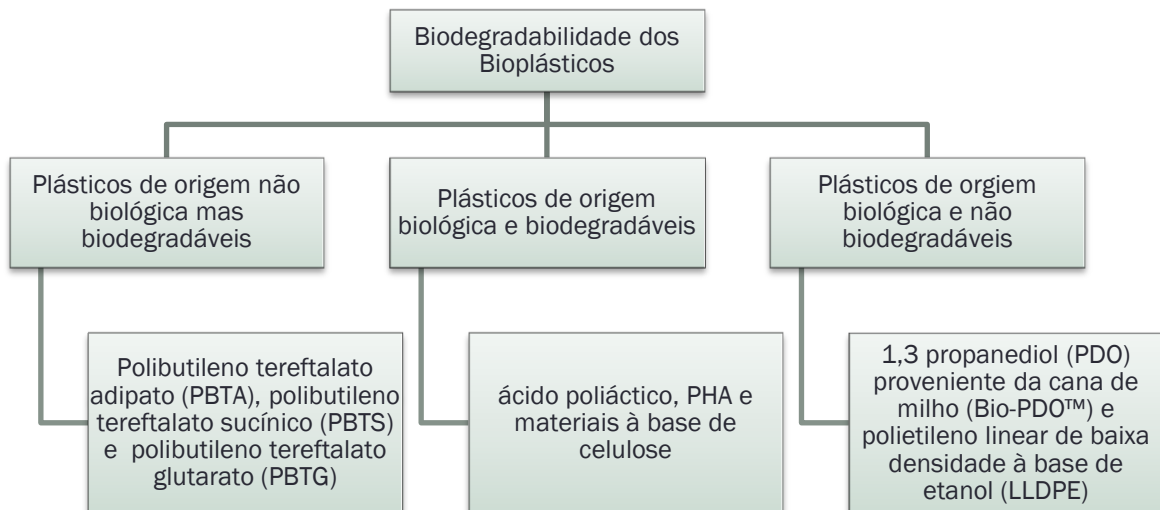 Biodegradabilidade dos
Bioplásticos
Plásticos de origem não
biológica mas
biodegradáveis
Plásticos de origem
biológica e biodegradáveis
Plásticos de orgiem
biológica e não
biodegradáveis
Polibutileno tereftalato
adipato (PBTA), polibutileno
tereftalato sucínico (PBTS)
e polibutileno tereftalato
glutarato (PBTG)
ácido poliáctico, PHA e
materiais à base de
celulose
1,3 propanediol (PDO)
proveniente da cana de
milho (Bio-PDO™) e
polietileno linear de baixa
densidade à base de
etanol (LLDPE)